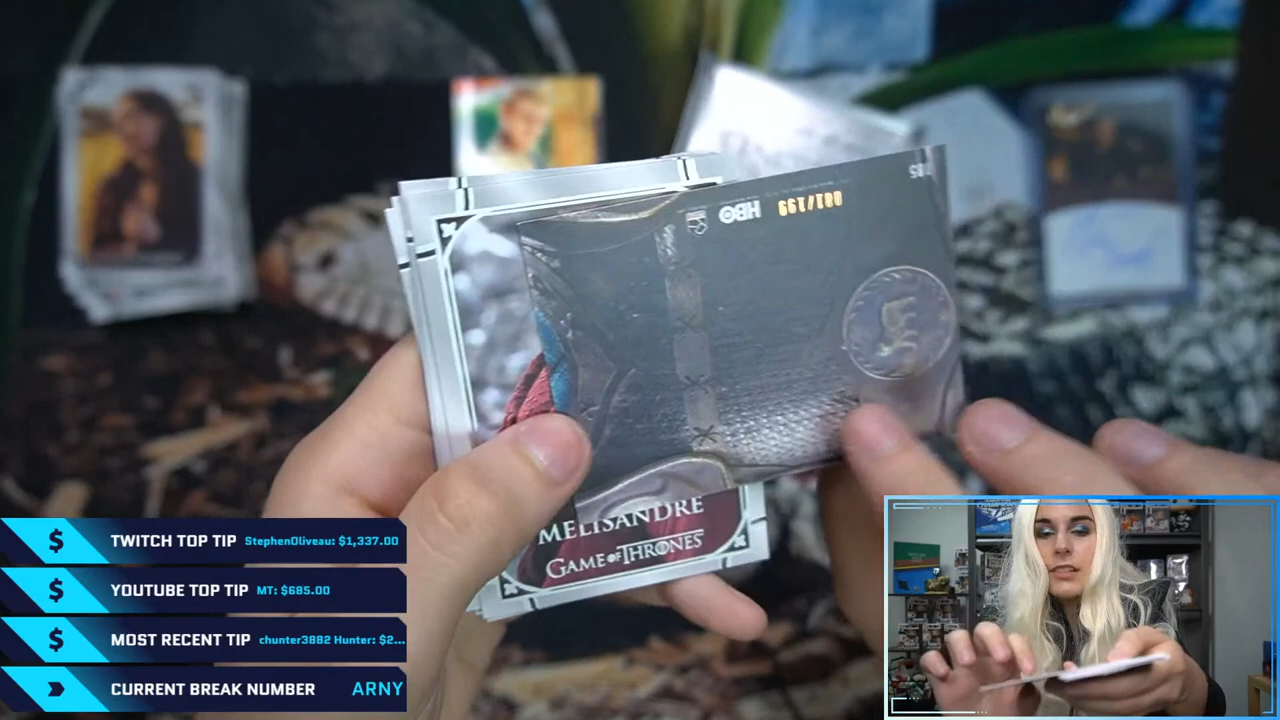 HBO 081/199
MELISANDRE
GAME OF THRONES
TWITCH TOP TIP StephenOliveau: $1,337.00
YOUTUBE TOP TIP MT: $685.00
MOST RECENT TIP chunter3882 Hunter: $2...
CURRENT BREAK NUMBER ARNY